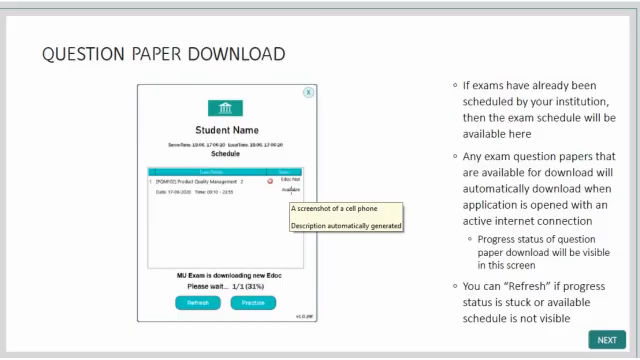 QUESTION PAPER DOWNLOAD
X
Student Name
Schedule
[PQMF02] Product Quality Management 2
Edoc Not
Available
Date: 17-06-2020 Time: 09:10 - 23:55
A screenshot of a cell phone
Description automatically generated
MU Exam is downloading new Edoc
Please wait... 1/1 (31%)
Refresh
Practice
If exams have already been
scheduled by your institution,
then the exam schedule will be
available here
Any exam question papers that
are available for download will
automatically download when
application is opened with an
active internet connection
Progress status of question
paper download will be visible
in this screen
You can “Refresh” if progress
status is stuck or available
schedule is not visible
NEXT